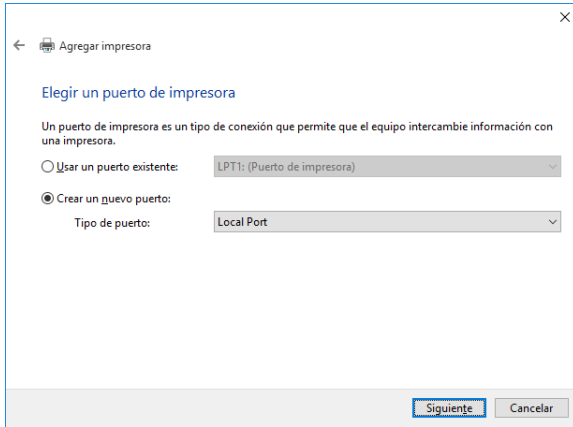 Agregar impresora
Elegir un puerto de impresora
Un puerto de impresora es un tipo de conexión que permite que el equipo intercambie información con
una impresora.
Usar un puerto existente: LPT1: (Puerto de impresora)
Crear un nuevo puerto:
Tipo de puerto: Local Port
Siguiente Cancelar